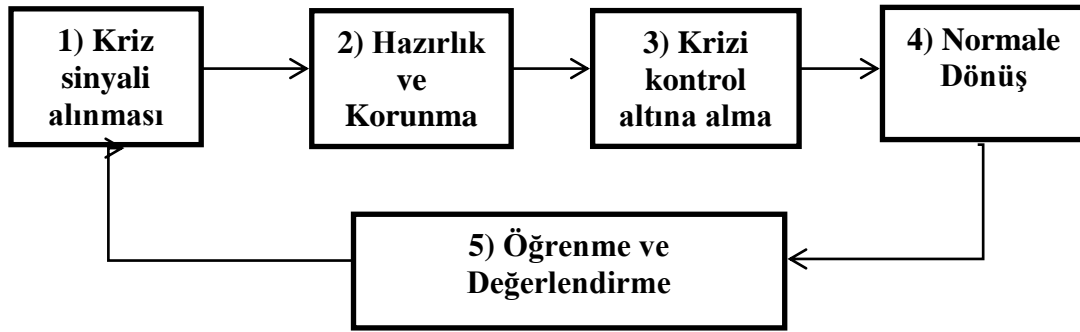 1) Kriz
sinyali
alınması
2) Hazırlık
ve
Korunma
3) Krizi
kontrol
altına alma
4) Normale
Dönüş
5) Öğrenme ve
Değerlendirme